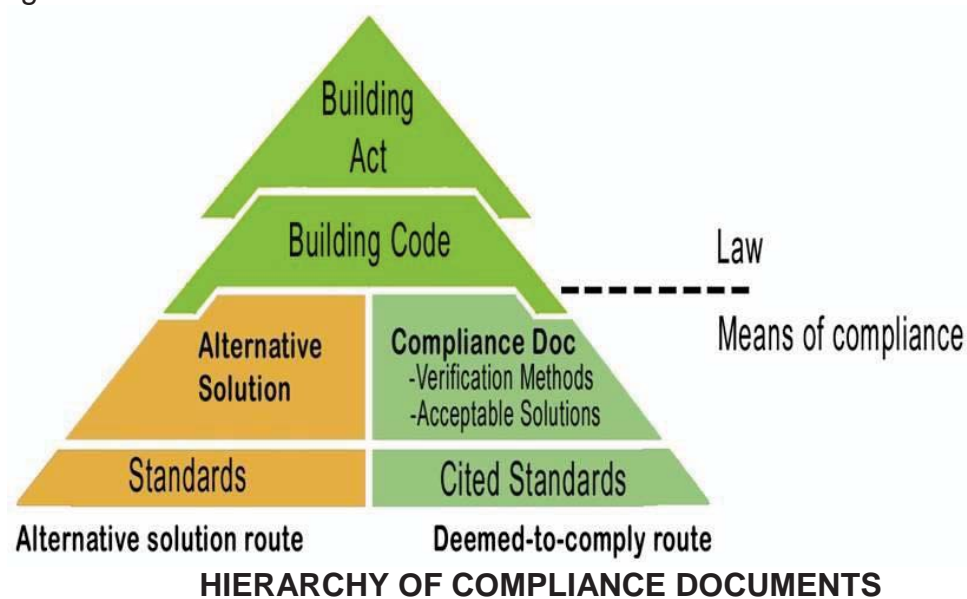 Building
Act
Building Code
Law
Means of compliance
Alternative
Solution
Compliance Doc
-Verification Methods
-Acceptable Solutions
Standards
Cited Standards
Alternative solution route
Deemed-to-comply route
HIERARCHY OF COMPLIANCE DOCUMENTS